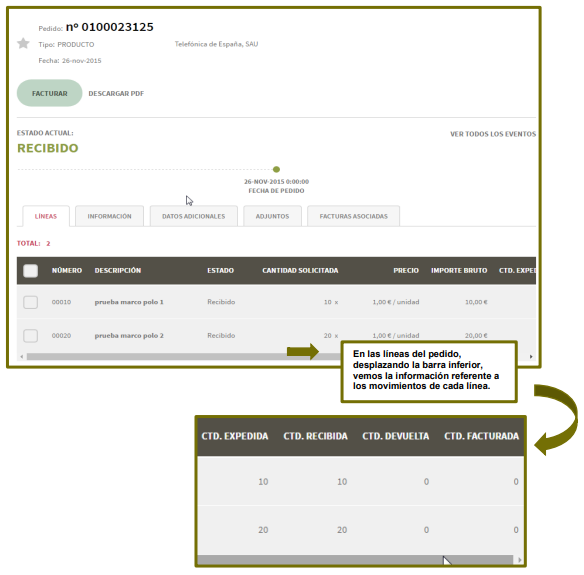 Pedido: nº 0100023125
Tipo: PRODUCTO Telefónica de España, SAU
Fecha: 26-nov-2015
FACTURAR DESCARGAR PDF
ESTADO ACTUAL: VER TODOS LOS EVENTOS
RECIBIDO
26-NOV-2015 0:00:00
FECHA DE PEDIDO
LÍNEAS INFORMACIÓN DATOS ADICIONALES ADJUNTOS FACTURAS ASOCIADAS
TOTAL: 2
NÚMERO DESCRIPCIÓN ESTADO CANTIDAD SOLICITADA PRECIO IMPORTE BRUTO CTD. EXPED
00010 prueba marco polo 1 Recibido 10 x 1,00 € / unidad 10,00 €
00020 prueba marco polo 2 Recibido 20 x 1,00 € / unidad 20,00 €
En las líneas del pedido,
desplazando la barra inferior,
vemos la información referente a
los movimientos de cada línea.
CTD. EXPEDIDA CTD. RECIBIDA CTD. DEVUELTA CTD. FACTURADA
10 10 0 0
20 20 0 0